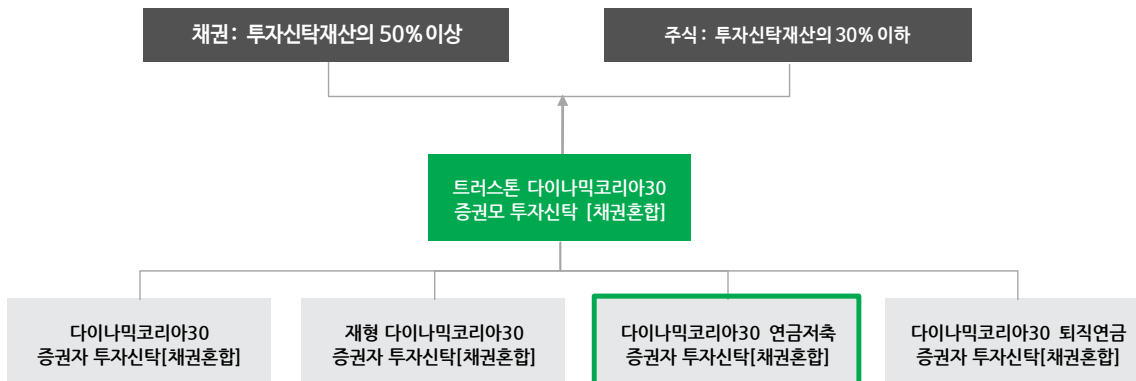 채권: 투자신탁재산의 50%이상
주식: 투자신탁재산의 30% 이하
트러스톤 다이나믹코리아30
증권모 투자신탁 [채권혼합]
다이나믹코리아30
증권자 투자신탁[채권혼합]
재형 다이나믹코리아30
증권자 투자신탁[채권혼합]
다이나믹코리아30 연금저축
증권자 투자신탁[채권혼합]
다이나믹코리아30 퇴직연금
증권자 투자신탁[채권혼합]